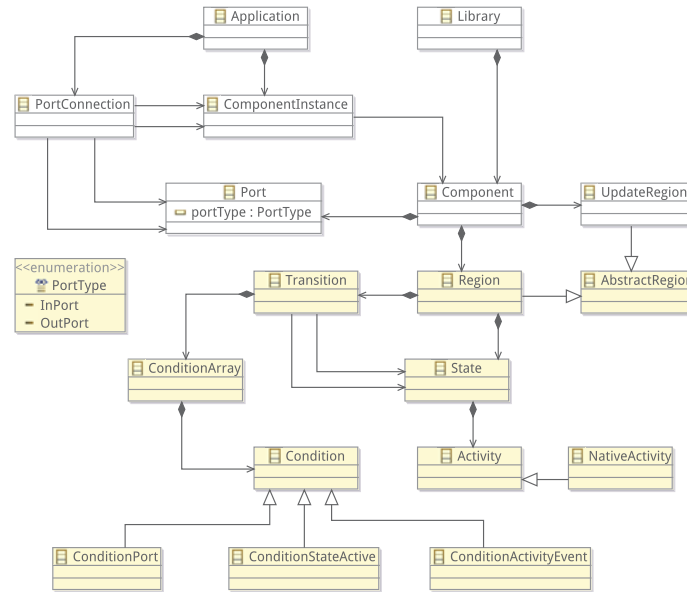 Application
Library
PortConnection
ComponentInstance
Port
portType : PortType
Component
UpdateRegion
<<enumeration>>
PortType
InPort
OutPort
Transition
Region
AbstractRegion
ConditionArray
State
Condition
Activity
NativeActivity
ConditionPort
ConditionStateActive
ConditionActivityEvent